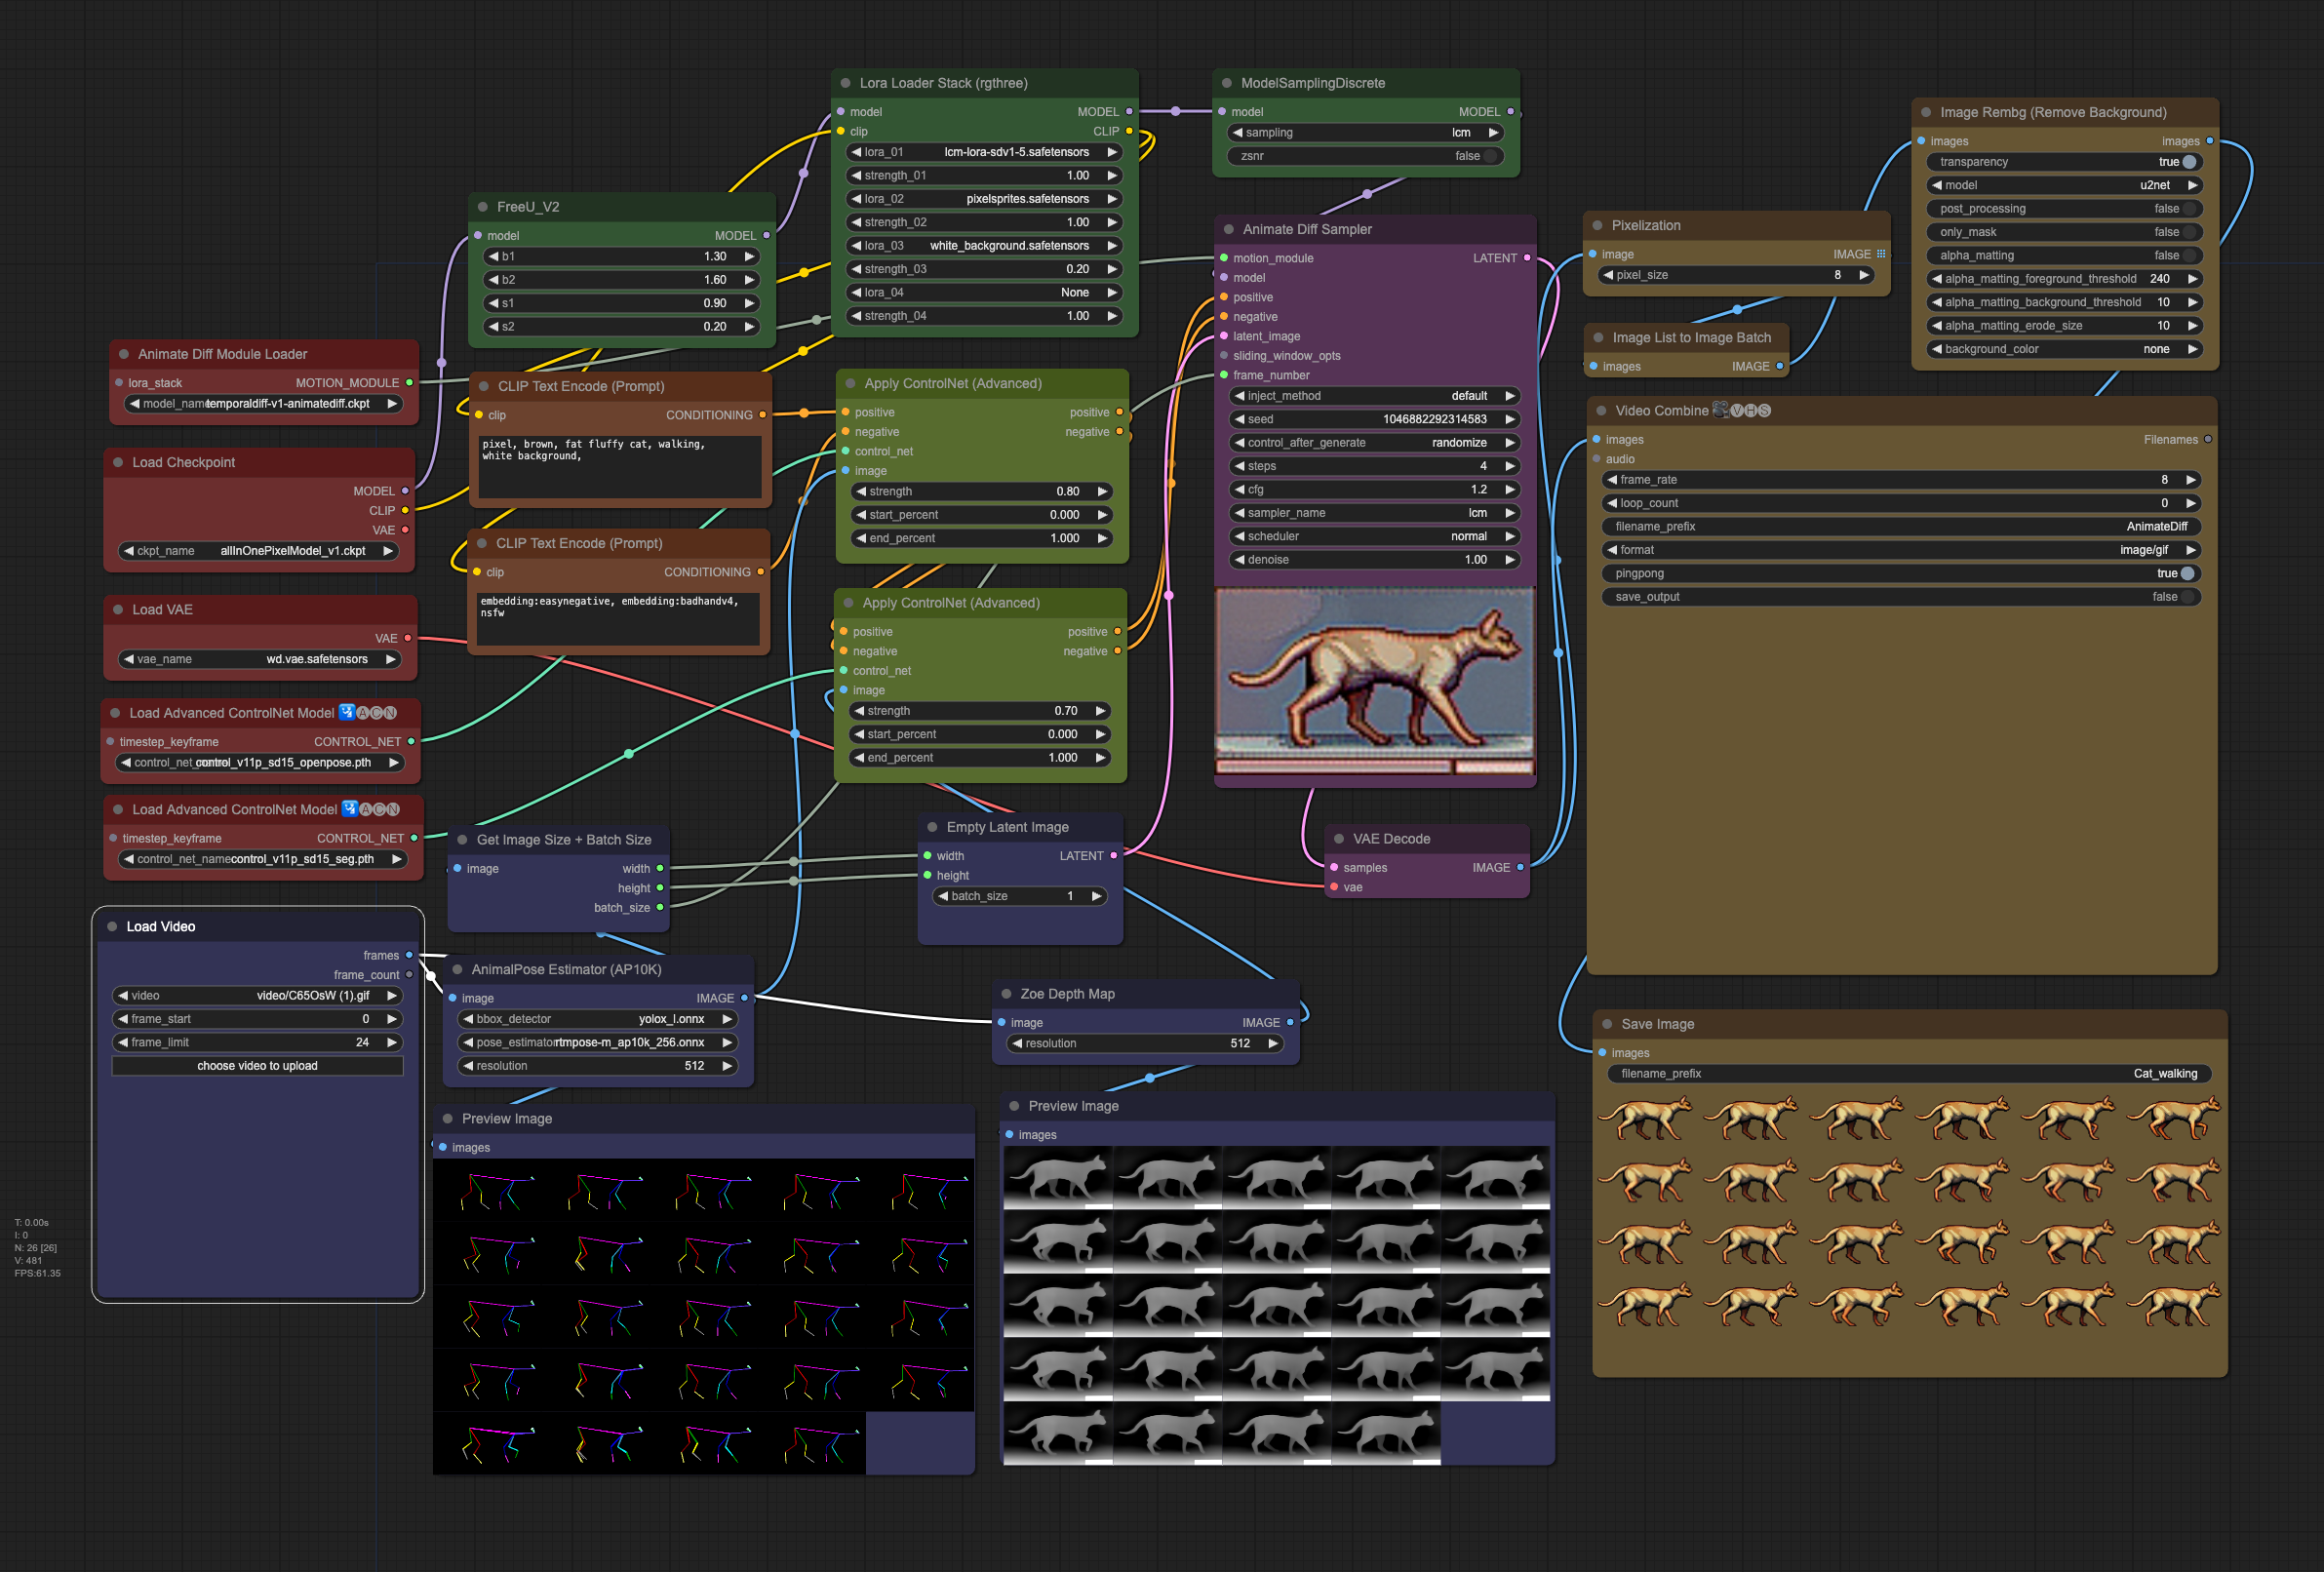 Lora Loader Stack (rgthree)
model MODEL
clip CLIP
lora_01 lcm-lora-sdv1-5.safetensors
strength_01 1.00
lora_02 pixelsprites.safetensors
strength_02 1.00
lora_03 white_background.safetensors
strength_03 0.20
lora_04 None
strength_04 1.00
ModelSamplingDiscrete
model MODEL
sampling lcm
zsnr false
Image Rembg (Remove Background)
images images
transparency true
model u2net
post_processing false
only_mask false
alpha_matting false
alpha_matting_foreground_threshold 240
alpha_matting_background_threshold 10
alpha_matting_erode_size 10
background_color none
FreeU_V2
model MODEL
b1 1.30
b2 1.60
s1 0.90
s2 0.20
Animate Diff Sampler
motion_module LATENT
model
positive
negative
latent_image
sliding_window_opts
frame_number
inject_method default
seed 1046882292314583
control_after_generate randomize
steps 4
cfg 1.2
sampler_name lcm
scheduler normal
denoise 1.00
Pixelization
image IMAGE
pixel_size 8
Image List to Image Batch
images IMAGE
Animate Diff Module Loader
lora_stack MOTION_MODULE
model_name temporaldiff-v1-animatediff.ckpt
CLIP Text Encode (Prompt)
clip CONDITIONING
pixel, brown, fat fluffy cat, walking,
white background,
Apply ControlNet (Advanced)
positive positive
negative negative
control_net
image
strength 0.80
start_percent 0.000
end_percent 1.000
Video Combine VHS
images Filenames
audio
frame_rate 8
loop_count 0
filename_prefix AnimateDiff
format image/gif
pingpong true
save_output false
Load Checkpoint
MODEL
CLIP
VAE
ckpt_name allInOnePixelModel_v1.ckpt
CLIP Text Encode (Prompt)
clip CONDITIONING
embedding:easynegative, embedding:badhandv4,
nsfw
Load VAE
VAE
vae_name wd.vae.safetensors
Apply ControlNet (Advanced)
positive positive
negative negative
control_net
image
strength 0.70
start_percent 0.000
end_percent 1.000
Load Advanced ControlNet Model ACN
timestep_keyframe CONTROL_NET
control_net control_v11p_sd15_openpose.pth
Load Advanced ControlNet Model ACN
timestep_keyframe CONTROL_NET
control_net_name control_v11p_sd15_seg.pth
Get Image Size + Batch Size
image width
height
batch_size
Empty Latent Image
width LATENT
height
batch_size 1
VAE Decode
samples IMAGE
vae
Load Video
frames
frame_count
video video/C65OsW (1).gif
frame_start 0
frame_limit 24
choose video to upload
AnimalPose Estimator (AP10K)
image IMAGE
bbox_detector yolox_l.onnx
pose_estimator rtmpose-m_ap10k_256.onnx
resolution 512
Zoe Depth Map
image IMAGE
resolution 512
Save Image
images
filename_prefix Cat_walking
Preview Image
images
Preview Image
images
T: 0.00s
I: 0
N: 26 [26]
V: 481
FPS:61.35